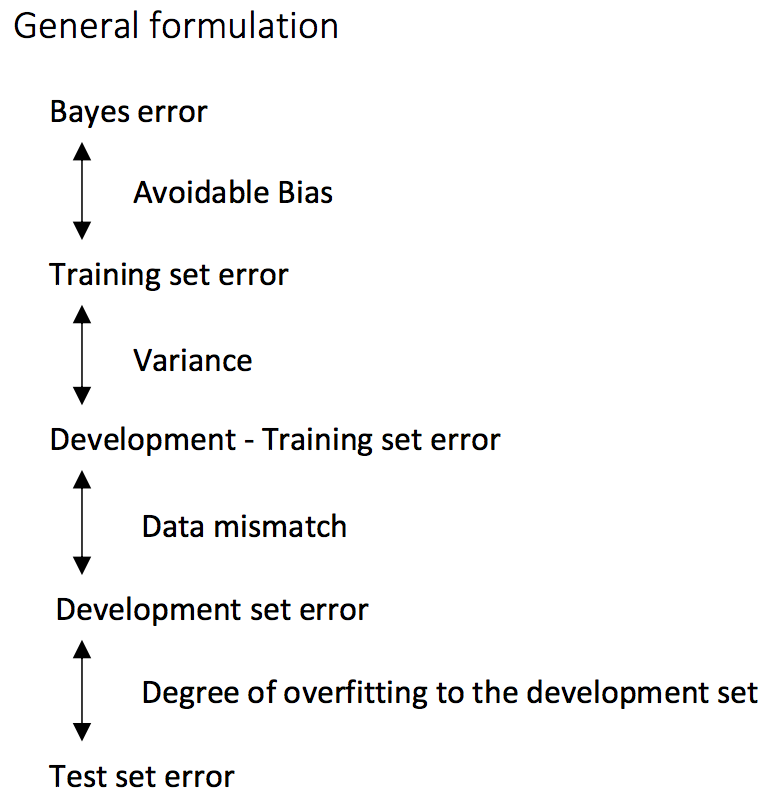 General formulation
Bayes error
Avoidable Bias
Training set error
Variance
Development - Training set error
Data mismatch
Development set error
Degree of overfitting to the development set
Test set error